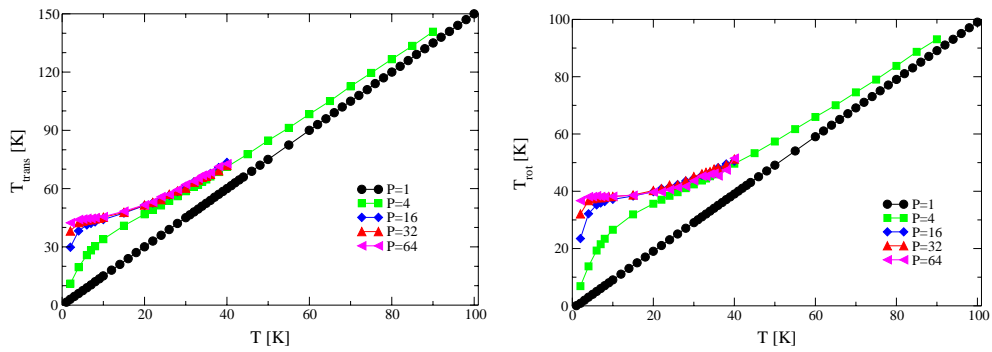 150
120
90
60
30
0
T_trans [K]
P=1
P=4
P=16
P=32
P=64
0 20 40 60 80 100
T [K]
100
80
60
40
20
0
T_rot [K]
P=1
P=4
P=16
P=32
P=64
0 20 40 60 80 100
T [K]